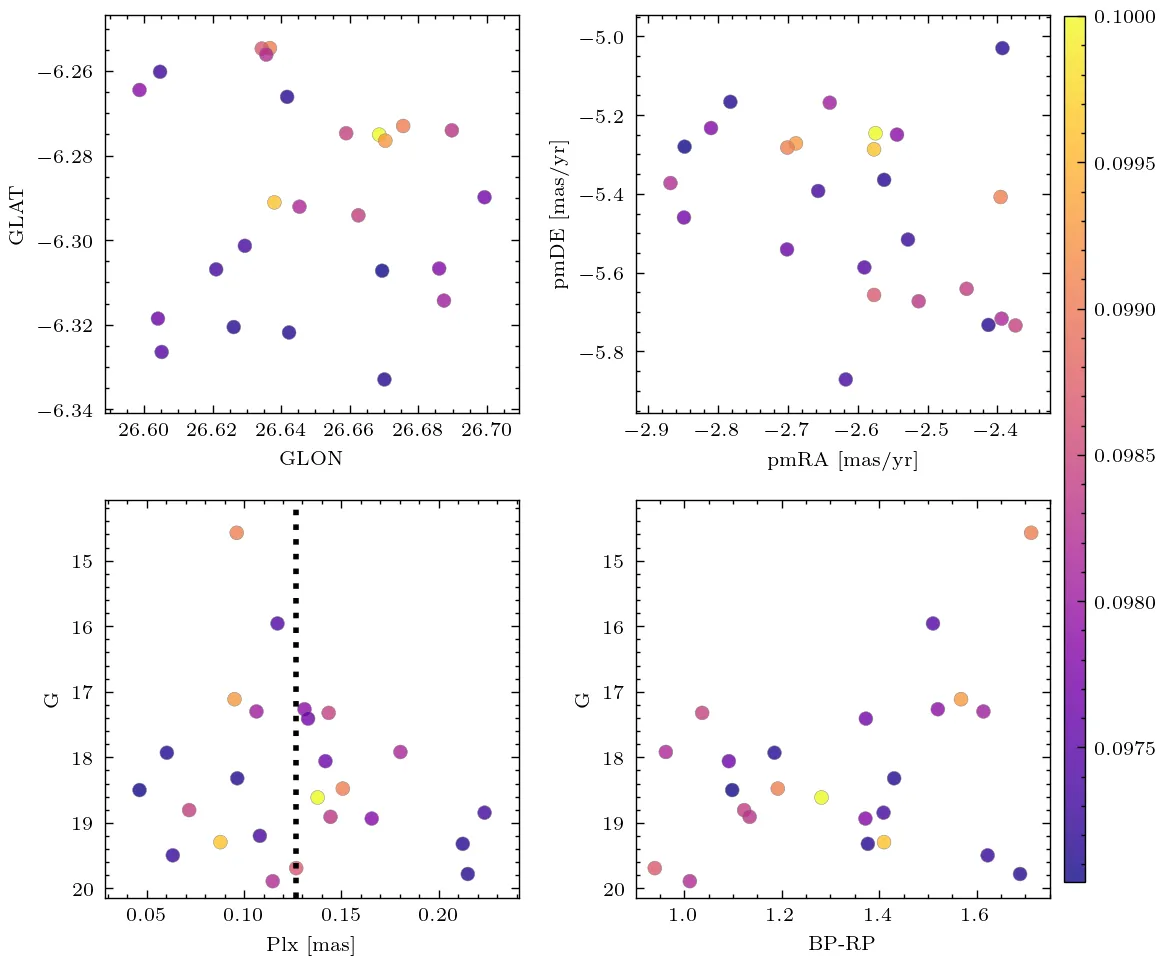 −6.26
−6.28
−6.30
−6.32
−6.34
GLAT
26.60 26.62 26.64 26.66 26.68 26.70
GLON
−5.0
−5.2
−5.4
−5.6
−5.8
pmDE [mas/yr]
−2.9 −2.8 −2.7 −2.6 −2.5 −2.4
pmRA [mas/yr]
0.1000
0.0995
0.0990
0.0985
0.0980
0.0975
15
16
17
18
19
20
G
0.05 0.10 0.15 0.20
Plx [mas]
15
16
17
18
19
20
G
1.0 1.2 1.4 1.6
BP-RP